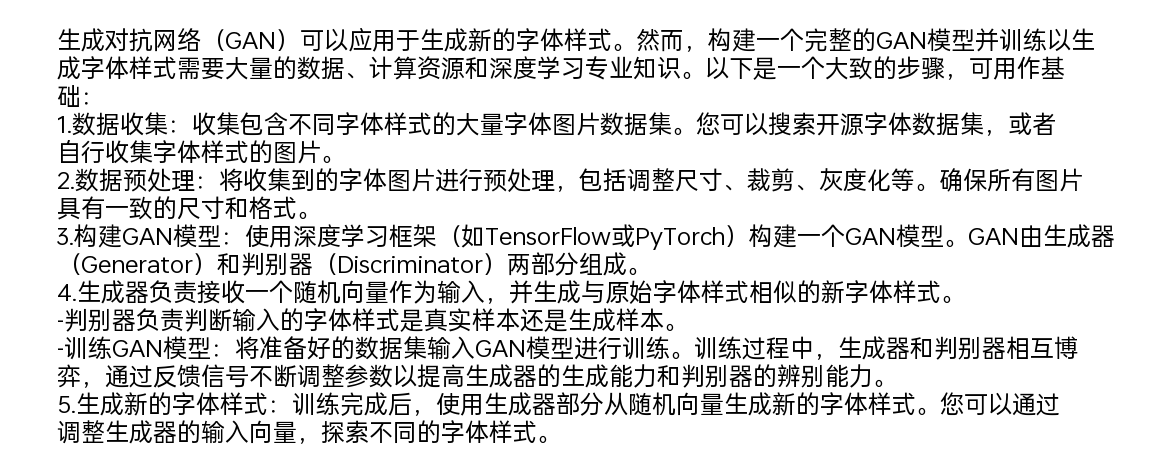 生成对抗网络（GAN）可以应用于生成新的字体样式。然而，构建一个完整的GAN模型并训练以生
成字体样式需要大量的数据、计算资源和深度学习专业知识。以下是一个大致的步骤，可用作基
础：
1.数据收集：收集包含不同字体样式的大量字体图片数据集。您可以搜索开源字体数据集，或者
自行收集字体样式的图片。
2.数据预处理：将收集到的字体图片进行预处理，包括调整尺寸、裁剪、灰度化等。确保所有图片
具有一致的尺寸和格式。
3.构建GAN模型：使用深度学习框架（如TensorFlow或PyTorch）构建一个GAN模型。GAN由生成器
（Generator）和判别器（Discriminator）两部分组成。
4.生成器负责接收一个随机向量作为输入，并生成与原始字体样式相似的新字体样式。
-判别器负责判断输入的字体样式是真实样本还是生成样本。
-训练GAN模型：将准备好的数据集输入GAN模型进行训练。训练过程中，生成器和判别器相互博
弈，通过反馈信号不断调整参数以提高生成器的生成能力和判别器的辨别能力。
5.生成新的字体样式：训练完成后，使用生成器部分从随机向量生成新的字体样式。您可以通过
调整生成器的输入向量，探索不同的字体样式。